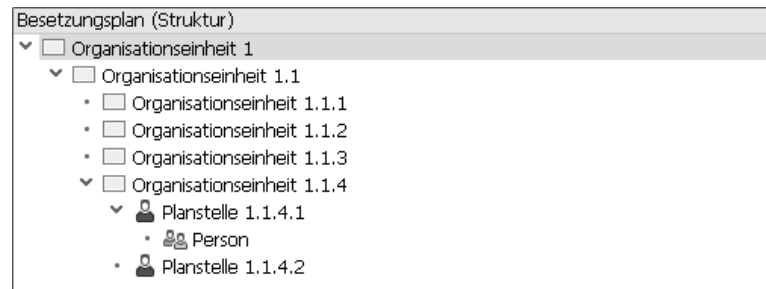 Besetzungsplan (Struktur)
Organisationseinheit 1
Organisationseinheit 1.1
Organisationseinheit 1.1.1
Organisationseinheit 1.1.2
Organisationseinheit 1.1.3
Organisationseinheit 1.1.4
Planstelle 1.1.4.1
Person
Planstelle 1.1.4.2